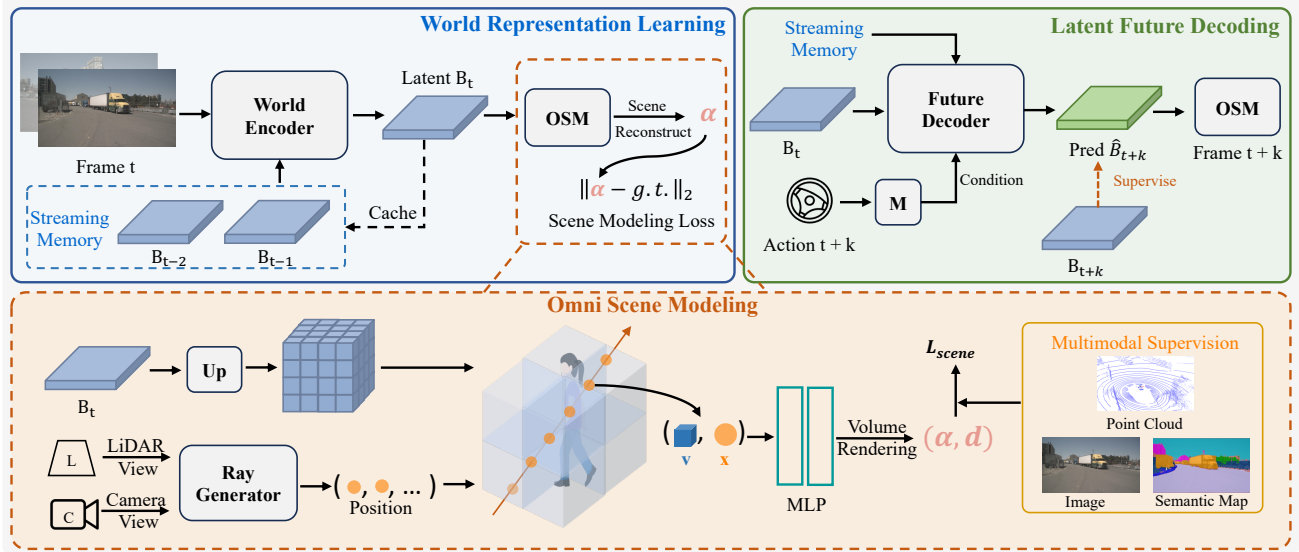 World Representation Learning
Frame t
World
Encoder
Latent B_t
Streaming
Memory
B_{t−2}
B_{t−1}
Cache
OSM
Scene
Reconstruct
α
‖α − g.t.‖_2
Scene Modeling Loss
Latent Future Decoding
Streaming
Memory
B_t
Future
Decoder
Action t + k
M
Condition
Pred B̂_{t+k}
Supervise
B_{t+k}
OSM
Frame t + k
Omni Scene Modeling
B_t
Up
L
LiDAR
View
C
Camera
View
Ray
Generator
( , , ... )
Position
( , )
v x
MLP
Volume
Rendering
(α, d)
L_{scene}
Multimodal Supervision
Point Cloud
Image
Semantic Map